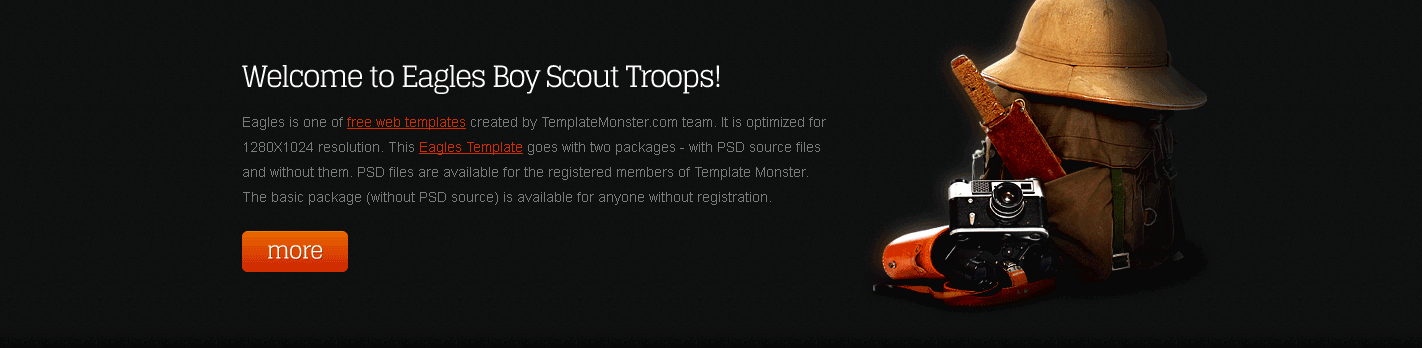 Welcome to Eagles Boy Scout Troops!
Eagles is one of free web templates created by TemplateMonster.com team. It is optimized for
1280X1024 resolution. This Eagles Template goes with two packages - with PSD source files
and without them. PSD files are available for the registered members of Template Monster.
The basic package (without PSD source) is available for anyone without registration.
more